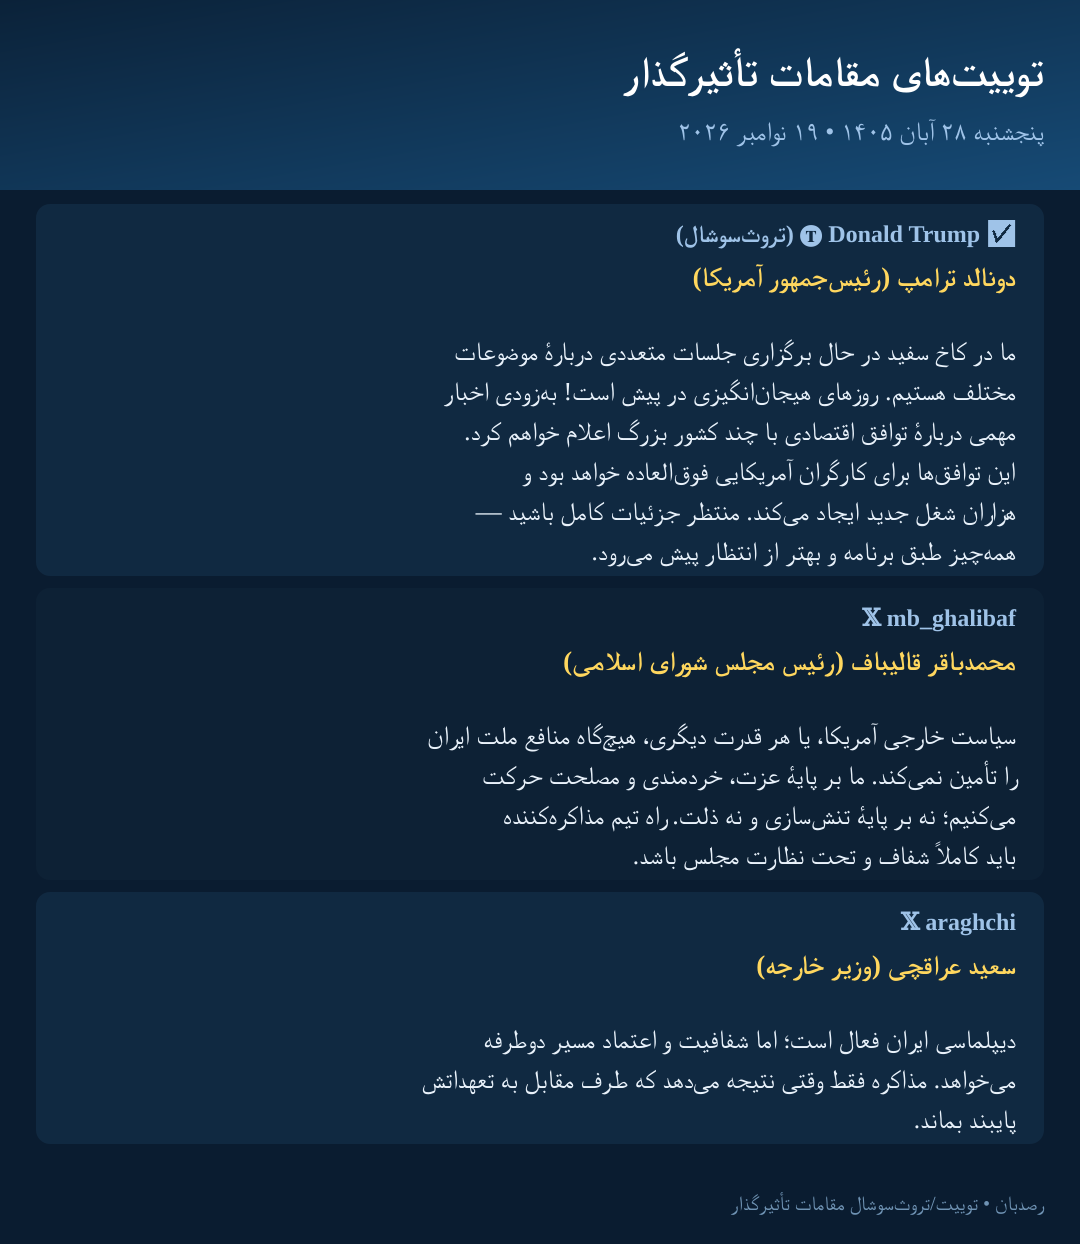 توییت‌های مقامات تأثیرگذار
پنجشنبه ۲۸ آبان ۱۴۰۵ • ۱۹ نوامبر ۲۰۲۶
☑ Donald Trump 🅣 (تروث‌سوشال)
دونالد ترامپ (رئیس‌جمهور آمریکا)
ما در کاخ سفید در حال برگزاری جلسات متعددی دربارهٔ موضوعات
مختلف هستیم. روزهای هیجان‌انگیزی در پیش است! به‌زودی اخبار
مهمی دربارهٔ توافق اقتصادی با چند کشور بزرگ اعلام خواهم کرد.
این توافق‌ها برای کارگران آمریکایی فوق‌العاده خواهد بود و
هزاران شغل جدید ایجاد می‌کند. منتظر جزئیات کامل باشید —
همه‌چیز طبق برنامه و بهتر از انتظار پیش می‌رود.
mb_ghalibaf 𝕏
محمدباقر قالیباف (رئیس مجلس شورای اسلامی)
سیاست خارجی آمریکا، یا هر قدرت دیگری، هیچ‌گاه منافع ملت ایران
را تأمین نمی‌کند. ما بر پایهٔ عزت، خردمندی و مصلحت حرکت
می‌کنیم؛ نه بر پایهٔ تنش‌سازی و نه ذلت. راه تیم مذاکره‌کننده
باید کاملاً شفاف و تحت نظارت مجلس باشد.
araghchi 𝕏
سعید عراقچی (وزیر خارجه)
دیپلماسی ایران فعال است؛ اما شفافیت و اعتماد مسیر دوطرفه
می‌خواهد. مذاکره فقط وقتی نتیجه می‌دهد که طرف مقابل به تعهداتش
پایبند بماند.
رصدبان • توییت/تروث‌سوشال مقامات تأثیرگذار